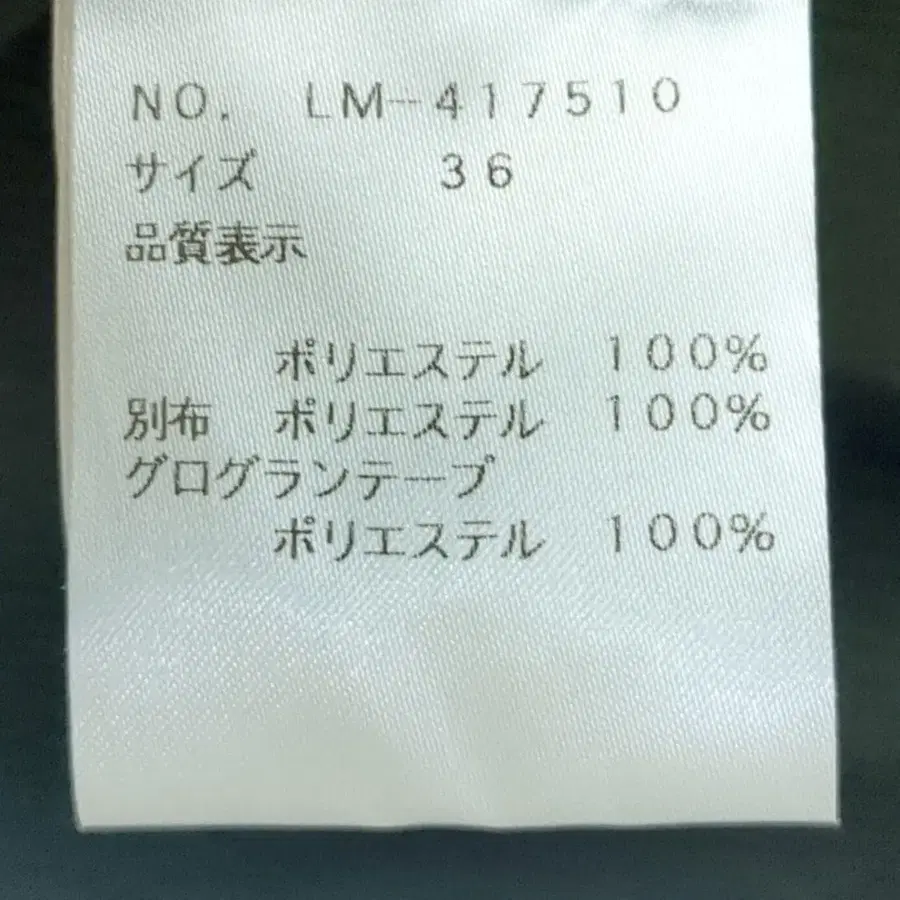 NO. LM-417510
サイズ 36
品質表示
ポリエステル 100%
別布 ポリエステル 100%
グログランテープ
ポリエステル 100%